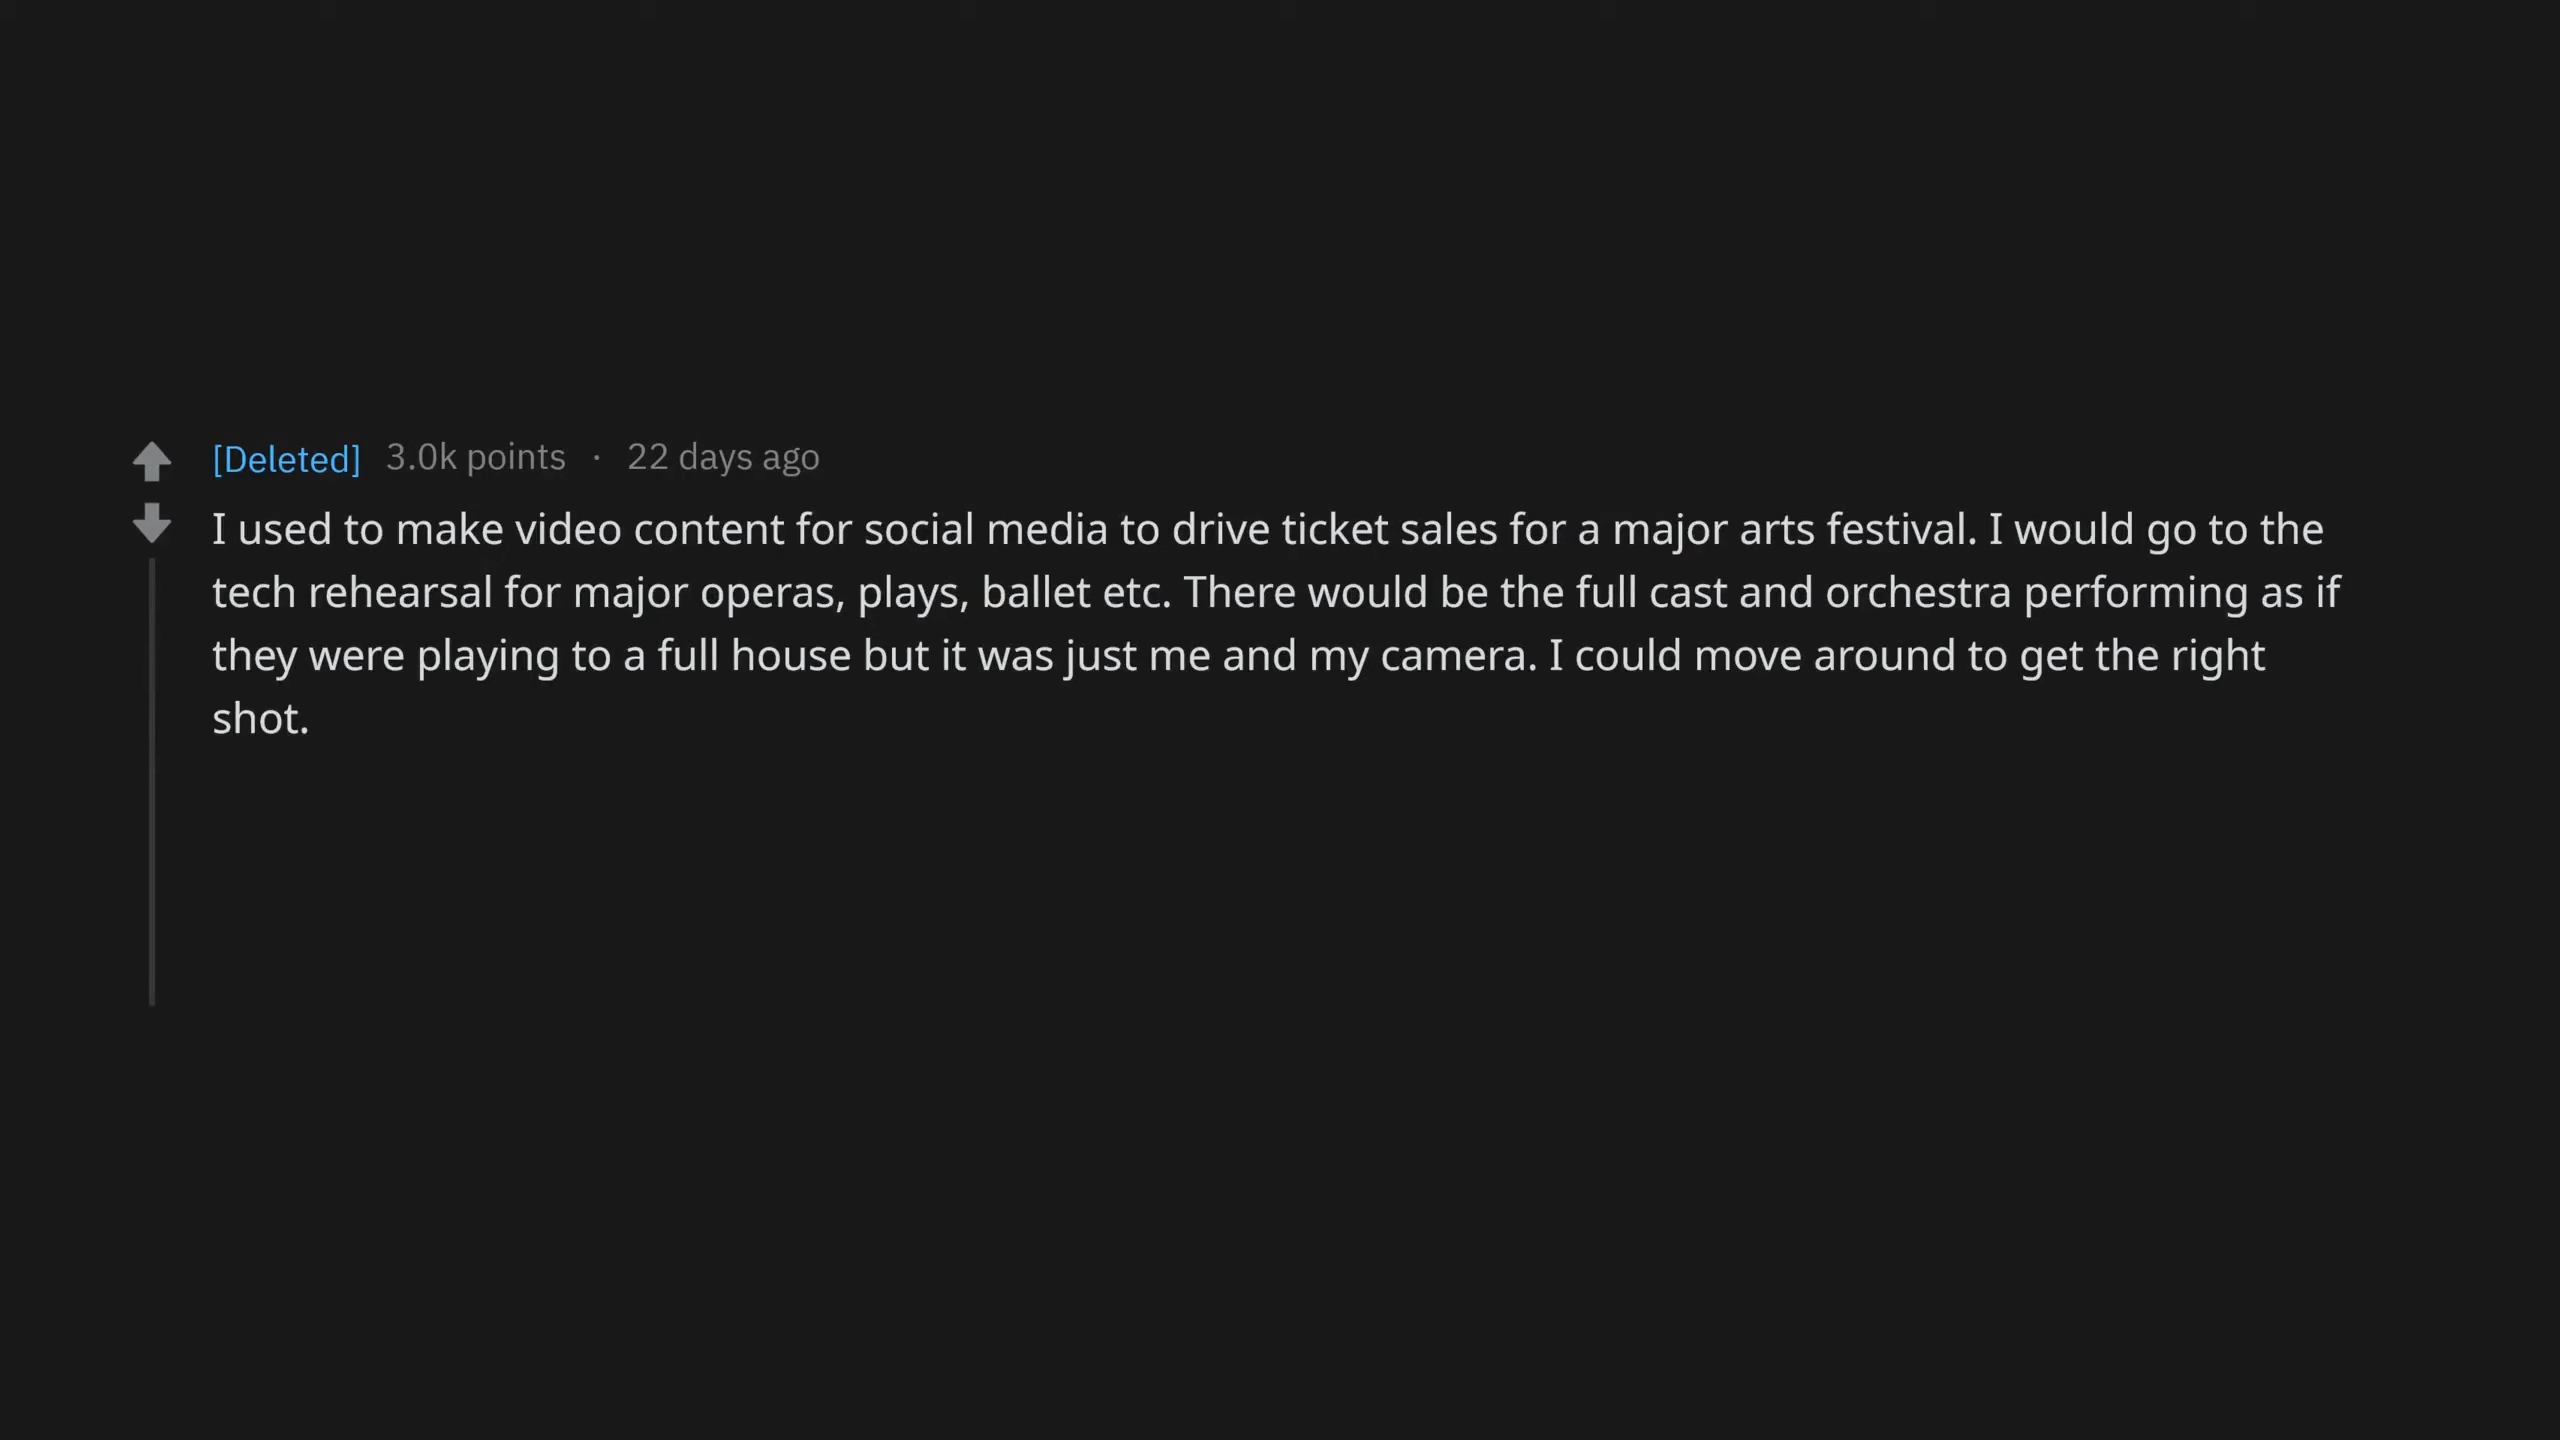 [Deleted] 3.0k points · 22 days ago
I used to make video content for social media to drive ticket sales for a major arts festival. I would go to the
tech rehearsal for major operas, plays, ballet etc. There would be the full cast and orchestra performing as if
they were playing to a full house but it was just me and my camera. I could move around to get the right
shot.